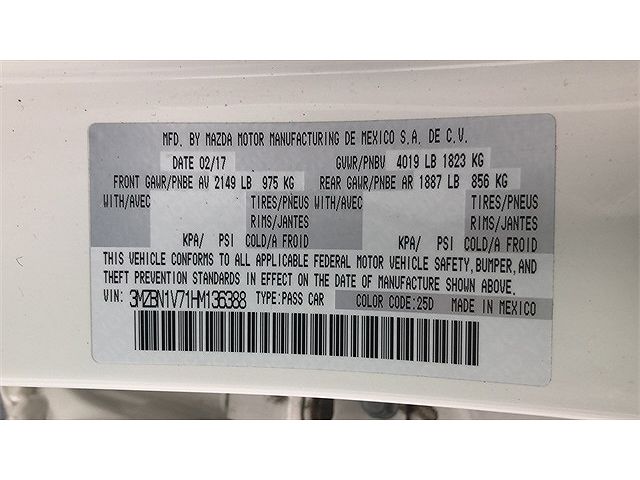 MFD. BY MAZDA MOTOR MANUFACTURING DE MEXICO S.A. DE C.V.
DATE 02/17 GVWR/PNBV 4019 LB 1823 KG
FRONT GAWR/PNBE AV 2149 LB 975 KG REAR GAWR/PNBE AR 1887 LB 856 KG
WITH/AVEC TIRES/PNEUS WITH/AVEC TIRES/PNEUS
RIMS/JANTES RIMS/JANTES
KPA/ PSI COLD/A FROID KPA/ PSI COLD/A FROID
THIS VEHICLE CONFORMS TO ALL APPLICABLE FEDERAL MOTOR VEHICLE SAFETY, BUMPER, AND
THEFT PREVENTION STANDARDS IN EFFECT ON THE DATE OF MANUFACTURE SHOWN ABOVE.
VIN: 3MZBN1V71HM136388 TYPE:PASS CAR COLOR CODE:25D MADE IN MEXICO